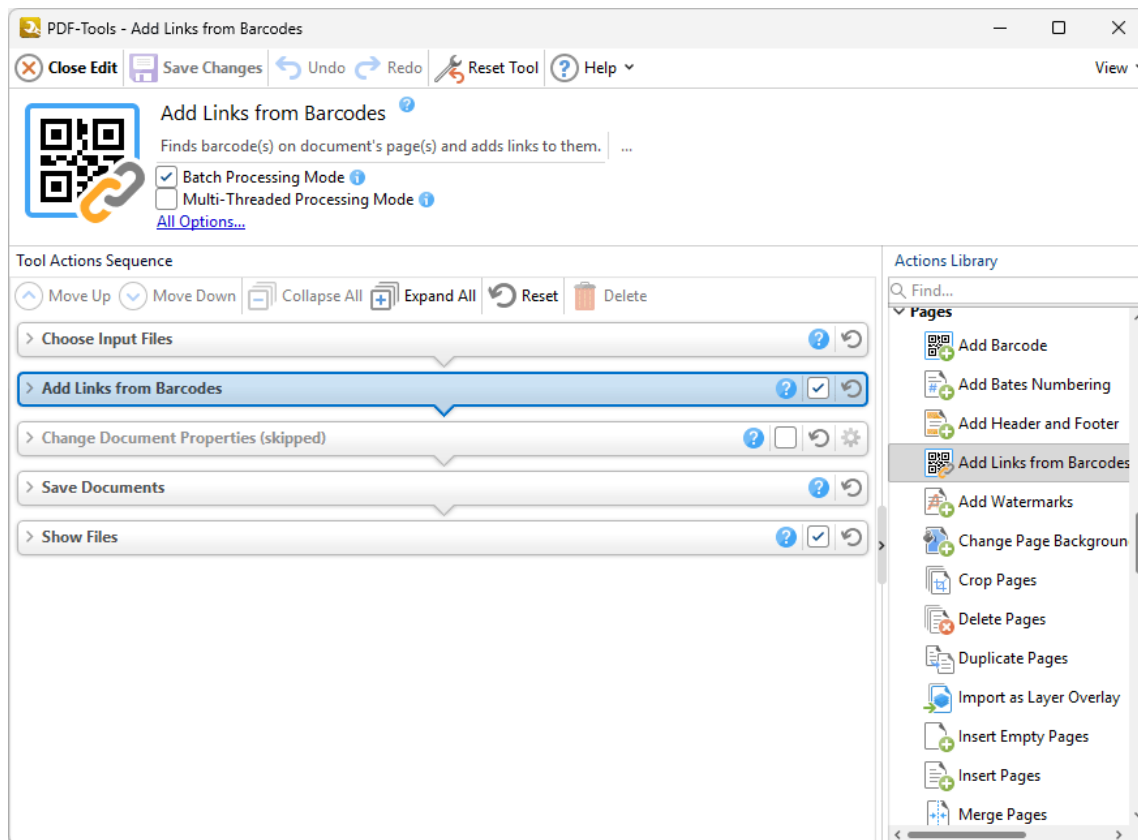 PDF-Tools - Add Links from Barcodes
Close Edit Save Changes Undo Redo Reset Tool ? Help View
Add Links from Barcodes ?
Finds barcode(s) on document's page(s) and adds links to them. ...
Batch Processing Mode i
Multi-Threaded Processing Mode i
All Options...
Tool Actions Sequence
Move Up Move Down Collapse All Expand All Reset Delete
Choose Input Files ?
Add Links from Barcodes ?
Change Document Properties (skipped) ?
Save Documents ?
Show Files ?
Actions Library
Find...
Pages
Add Barcode
# Add Bates Numbering
Add Header and Footer
Add Links from Barcodes
A Add Watermarks
Change Page Backgroun
Crop Pages
Delete Pages
Duplicate Pages
Import as Layer Overlay
Insert Empty Pages
Insert Pages
Merge Pages